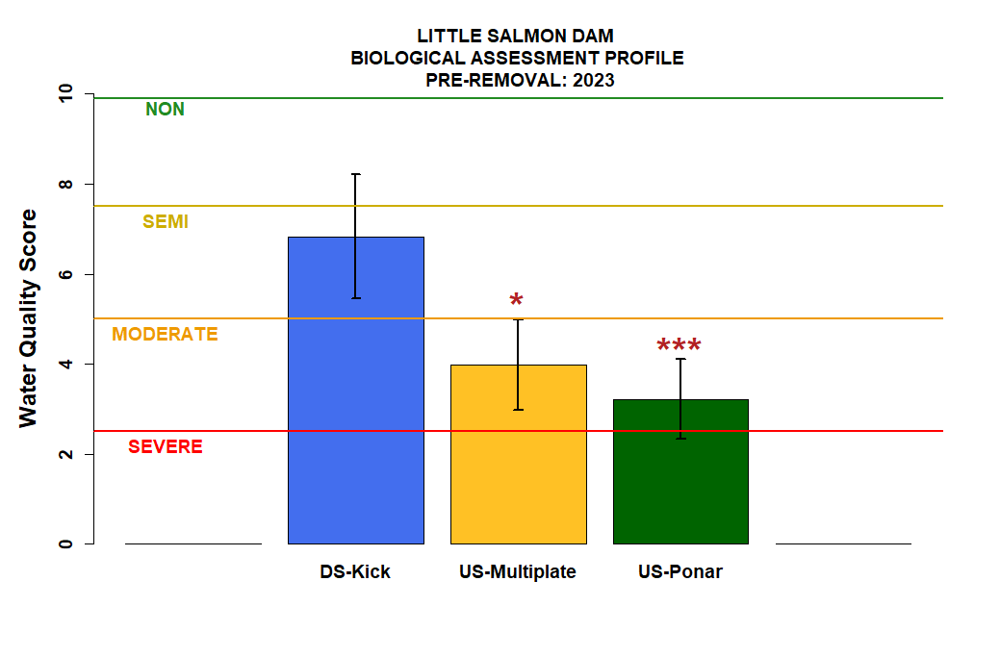 LITTLE SALMON DAM
BIOLOGICAL ASSESSMENT PROFILE
PRE-REMOVAL: 2023
Water Quality Score
10
8
6
4
2
0
NON
SEMI
MODERATE
SEVERE
*
***
DS-Kick
US-Multiplate
US-Ponar